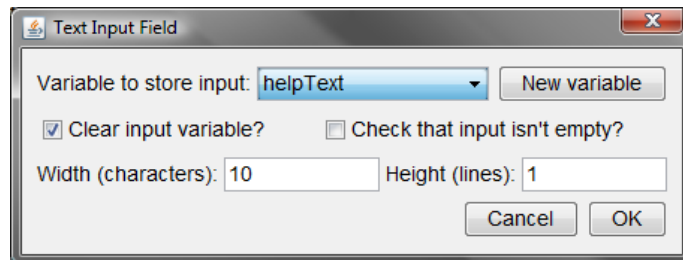 Text Input Field
Variable to store input: helpText New variable
Clear input variable? Check that input isn't empty?
Width (characters): 10 Height (lines): 1
Cancel OK